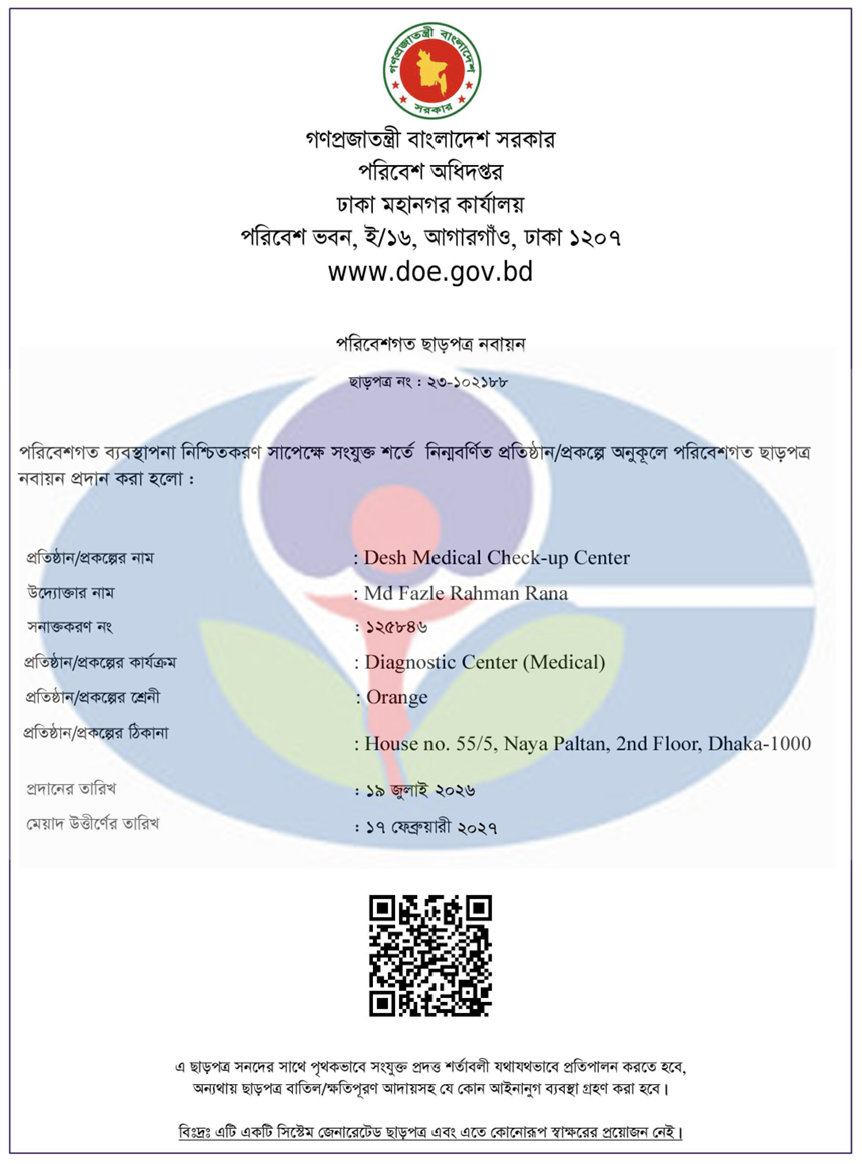 গণপ্রজাতন্ত্রী বাংলাদেশ
সরকার
গণপ্রজাতন্ত্রী বাংলাদেশ সরকার
পরিবেশ অধিদপ্তর
ঢাকা মহানগর কার্যালয়
পরিবেশ ভবন, ই/১৬, আগারগাঁও, ঢাকা ১২০৭
www.doe.gov.bd
পরিবেশগত ছাড়পত্র নবায়ন
ছাড়পত্র নং : ২৩-১০২১৮৮
পরিবেশগত ব্যবস্থাপনা নিশ্চিতকরণ সাপেক্ষে সংযুক্ত শর্তে নিন্মবর্ণিত প্রতিষ্ঠান/প্রকল্পে অনুকূলে পরিবেশগত ছাড়পত্র
নবায়ন প্রদান করা হলো :
প্রতিষ্ঠান/প্রকল্পের নাম : Desh Medical Check-up Center
উদ্যোক্তার নাম : Md Fazle Rahman Rana
সনাক্তকরণ নং : ১২৫৮৪৬
প্রতিষ্ঠান/প্রকল্পের কার্যক্রম : Diagnostic Center (Medical)
প্রতিষ্ঠান/প্রকল্পের শ্রেনী : Orange
প্রতিষ্ঠান/প্রকল্পের ঠিকানা : House no. 55/5, Naya Paltan, 2nd Floor, Dhaka-1000
প্রদানের তারিখ : ১৯ জুলাই ২০২৬
মেয়াদ উত্তীর্ণের তারিখ : ১৭ ফেব্রুয়ারী ২০২৭
এ ছাড়পত্র সনদের সাথে পৃথকভাবে সংযুক্ত প্রদত্ত শর্তাবলী যথাযথভাবে প্রতিপালন করতে হবে,
অন্যথায় ছাড়পত্র বাতিল/ক্ষতিপূরণ আদায়সহ যে কোন আইনানুগ ব্যবস্থা গ্রহণ করা হবে।
বিঃদ্রঃ এটি একটি সিস্টেম জেনারেটেড ছাড়পত্র এবং এতে কোনোরূপ স্বাক্ষরের প্রয়োজন নেই।